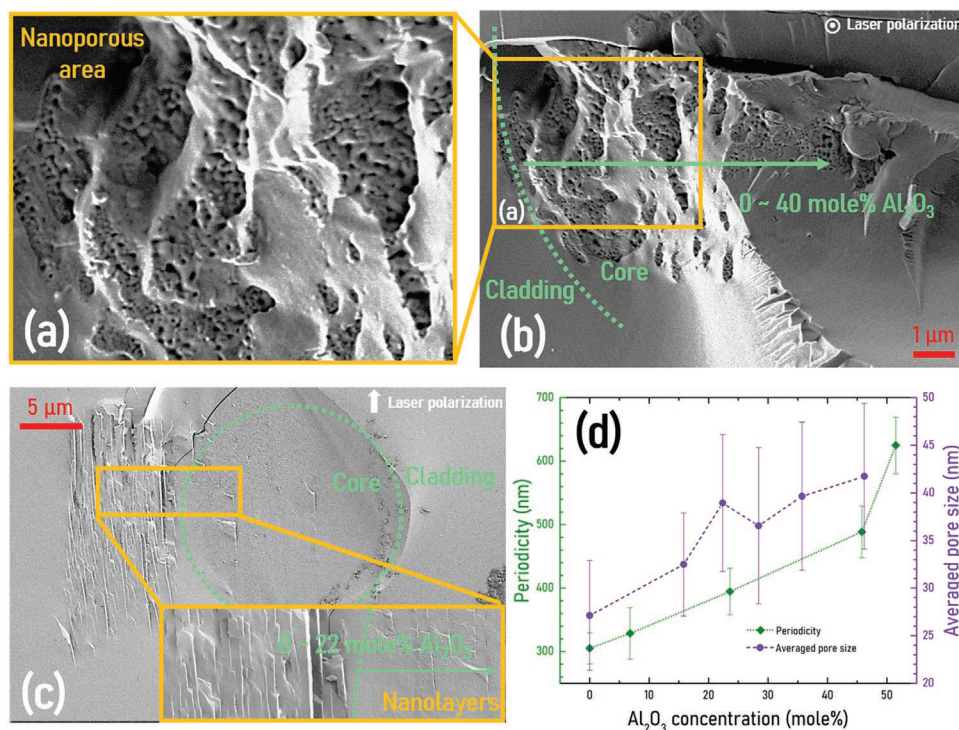 Nanoporous
area
(a)
Laser polarization
(a)
0 ~ 40 mole% Al₂O₃
Core
Cladding
(b)
1 μm
5 μm
Laser polarization
Core
Cladding
0 ~ 22 mole% Al₂O₃
Nanolayers
(c)
(d)
Periodicity (nm)
700
600
500
400
300
Averaged pore size (nm)
50
45
40
35
30
25
20
Periodicity
Averaged pore size
0 10 20 30 40 50
Al₂O₃ concentration (mole%)